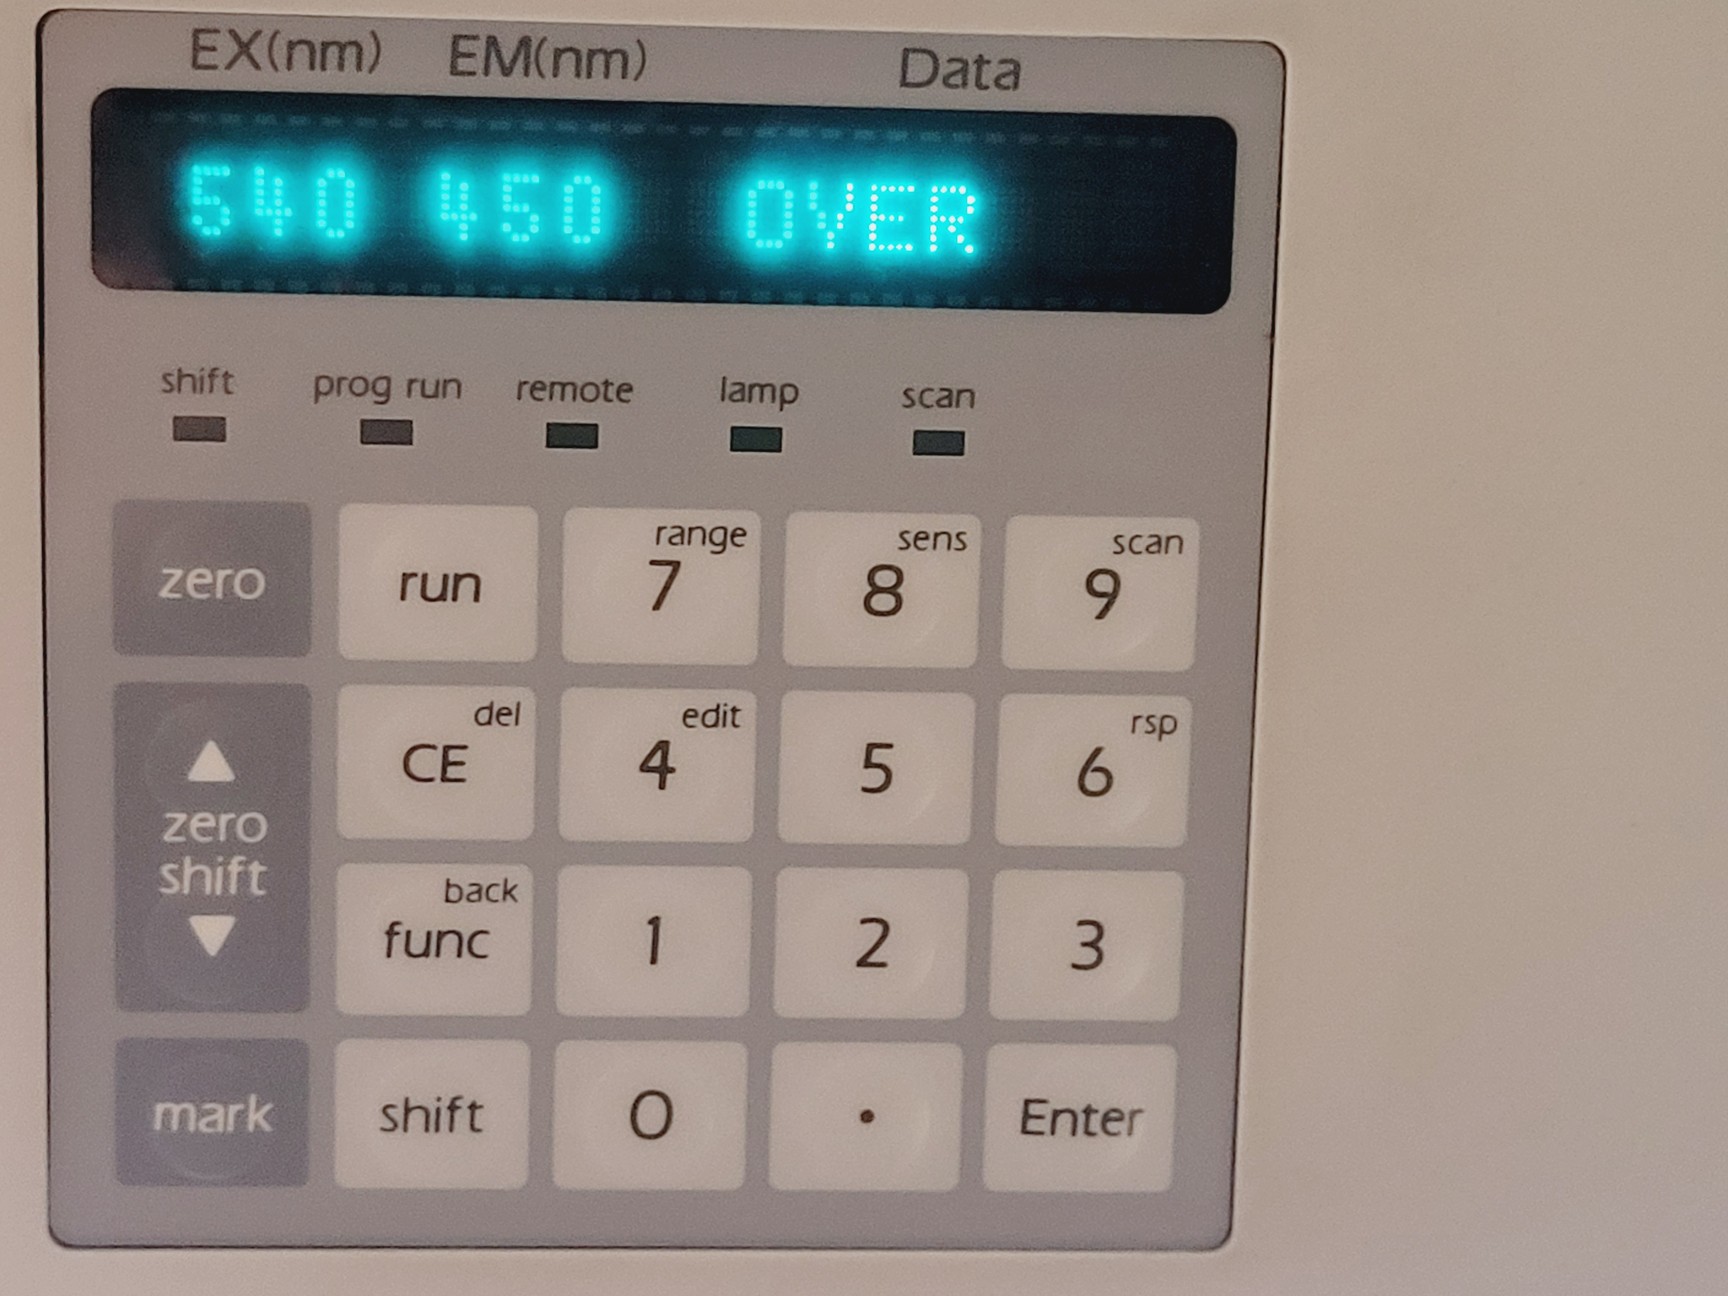 EX(nm) EM(nm) Data
540 450 OVER
shift prog run remote lamp scan
zero run range 7 sens 8 scan 9
zero shift del CE edit 4 5 rsp 6
back func 1 2 3
mark shift 0 . Enter